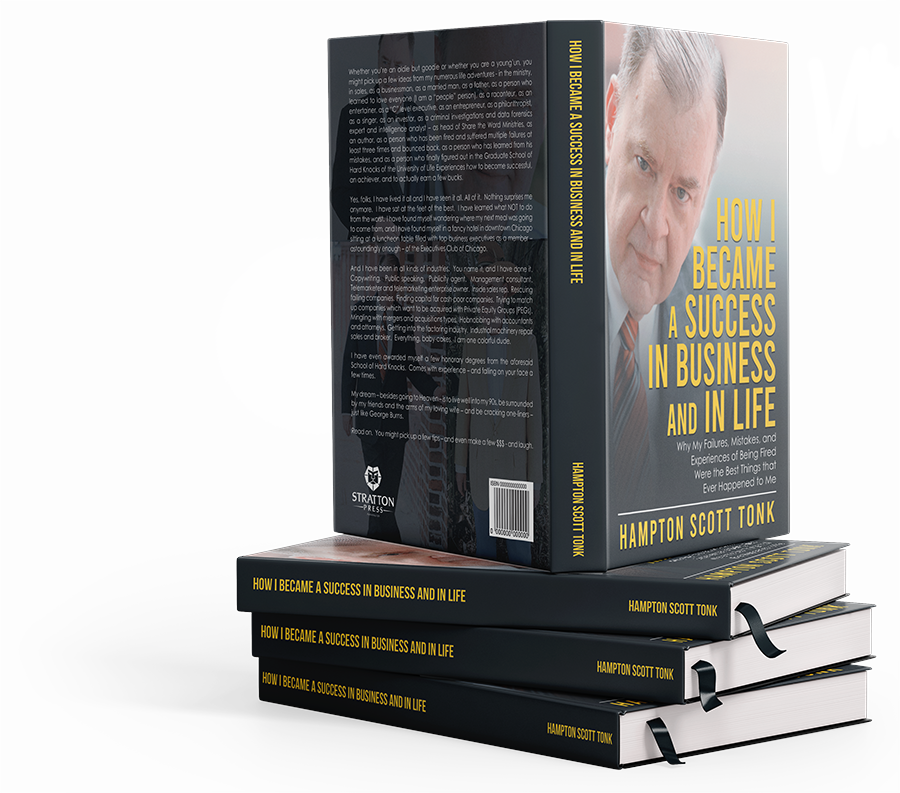 Whether you're an oldie but goodie or whether you are a young'un, you
might pick up a few ideas from my numerous life adventures - in the ministry,
in sales, as a businessman, as a married man, as a father, as a person who
learned to love everyone (I am a "people" person), as a raconteur, as an
entertainer, as a "C" level executive, as an entrepreneur, as a philanthropist,
as a singer, as an investor, as a criminal investigations and data forensics
expert and intelligence analyst – as head of Share the Word Ministries, as
an author, as a person who has been fired and suffered multiple failures at
least three times and bounced back, as a person who has learned from his
mistakes, and as a person who finally figured out in the Graduate School of
Hard Knocks of the University of Life Experiences how to become successful,
an achiever, and to actually earn a few bucks.
Yes, folks, I have lived it all and I have seen it all. All of it. Nothing surprises me
anymore. I have sat at the feet of the best. I have learned what NOT to do
from the worst. I have found myself wondering where my next meal was going
to come from, and I have found myself in a fancy hotel in downtown Chicago
sitting at a luncheon table filled with top business executives as a member –
astoundingly enough – of the Executives Club of Chicago.
And I have been in all kinds of industries. You name it, and I have done it.
Copywriting. Public speaking. Publicity agent. Management consultant.
Telemarketer and telemarketing enterprise owner. Inside sales rep. Rescuing
failing companies. Finding capital for cash-poor companies. Trying to match
up companies which want to be acquired with Private Equity Groups (PEGs).
Mingling with mergers and acquisitions types. Hobnobbing with accountants
and attorneys. Getting into the factoring industry. Industrial machinery repair
sales and broker. Everything, baby cakes. I am one colorful dude.
I have even awarded myself a few honorary degrees from the aforesaid
School of Hard Knocks. Comes with experience – and falling on your face a
few times.
My dream – besides going to Heaven – is to live well into my 90s, be surrounded
by my friends and the arms of my loving wife – and be cracking one-liners –
just like George Burns.
Read on. You might pick up a few tips – and even make a few $$$ - and laugh.
STRATTON
PRESS
ISBN 0000000000000
0 000000 000000
HOW I BECAME A SUCCESS IN BUSINESS AND IN LIFE
HAMPTON SCOTT TONK
HOW I
BECAME
A SUCCESS
IN BUSINESS
AND IN LIFE
Why My Failures, Mistakes, and
Experiences of Being Fired
Were the Best Things that
Ever Happened to Me
HAMPTON SCOTT TONK
HOW I BECAME A SUCCESS IN BUSINESS AND IN LIFE
HAMPTON SCOTT TONK
HOW I BECAME A SUCCESS IN BUSINESS AND IN LIFE
HAMPTON SCOTT TONK
HOW I BECAME A SUCCESS IN BUSINESS AND IN LIFE
HAMPTON SCOTT TONK